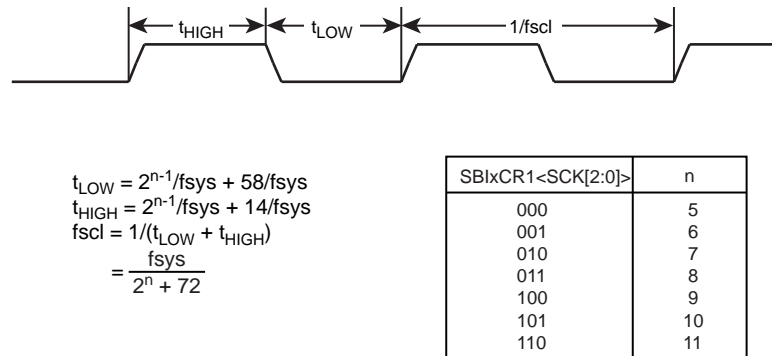 tHIGH tLOW 1/fscl
tLOW = 2n-1/fsys + 58/fsys
tHIGH = 2n-1/fsys + 14/fsys
fscl = 1/(tLOW + tHIGH)
= fsys
2n + 72
SBIxCR1<SCK[2:0]> n
000 5
001 6
010 7
011 8
100 9
101 10
110 11